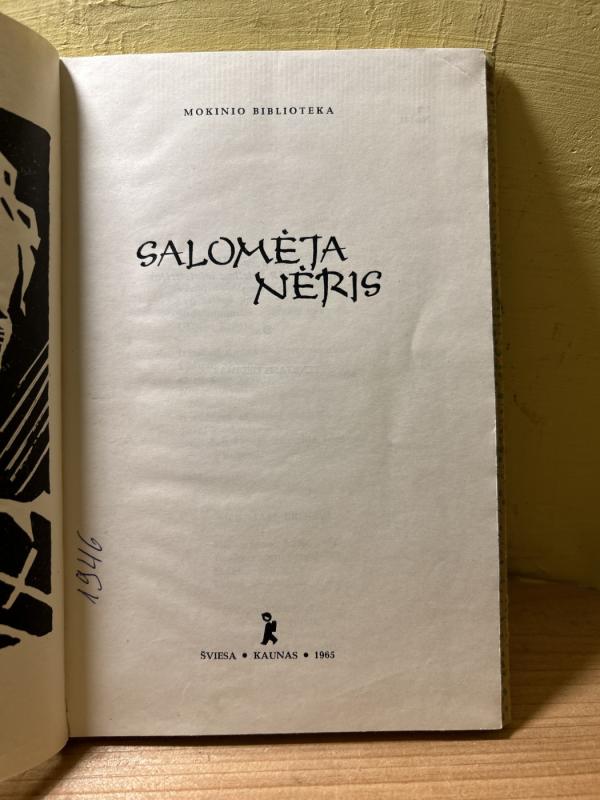 MOKINIO BIBLIOTEKA
SALOMĖJA
NĖRIS
1946
ŠVIESA • KAUNAS • 1965